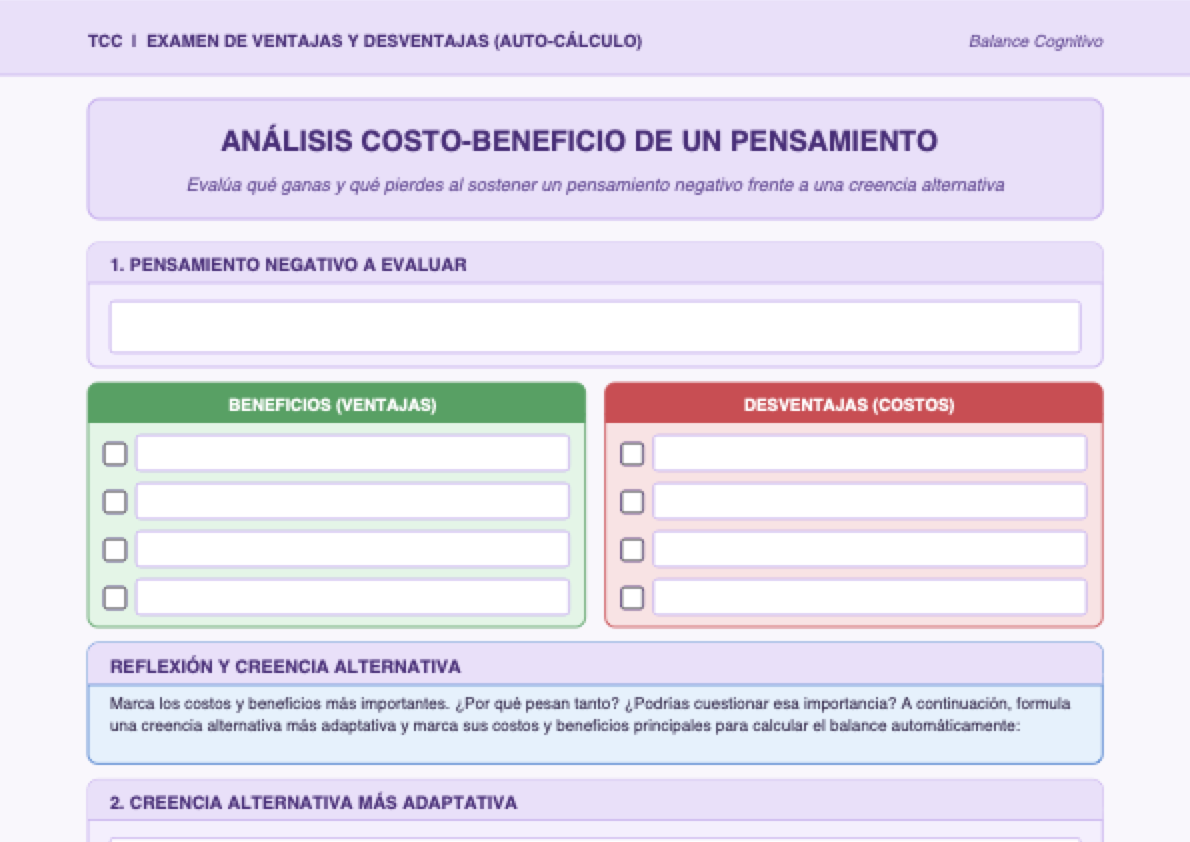 TCC | EXAMEN DE VENTAJAS Y DESVENTAJAS (AUTO-CÁLCULO)
Balance Cognitivo
ANÁLISIS COSTO-BENEFICIO DE UN PENSAMIENTO
Evalúa qué ganas y qué pierdes al sostener un pensamiento negativo frente a una creencia alternativa
1. PENSAMIENTO NEGATIVO A EVALUAR
BENEFICIOS (VENTAJAS)
DESVENTAJAS (COSTOS)
REFLEXIÓN Y CREENCIA ALTERNATIVA
Marca los costos y beneficios más importantes. ¿Por qué pesan tanto? ¿Podrías cuestionar esa importancia? A continuación, formula
una creencia alternativa más adaptativa y marca sus costos y beneficios principales para calcular el balance automáticamente:
2. CREENCIA ALTERNATIVA MÁS ADAPTATIVA